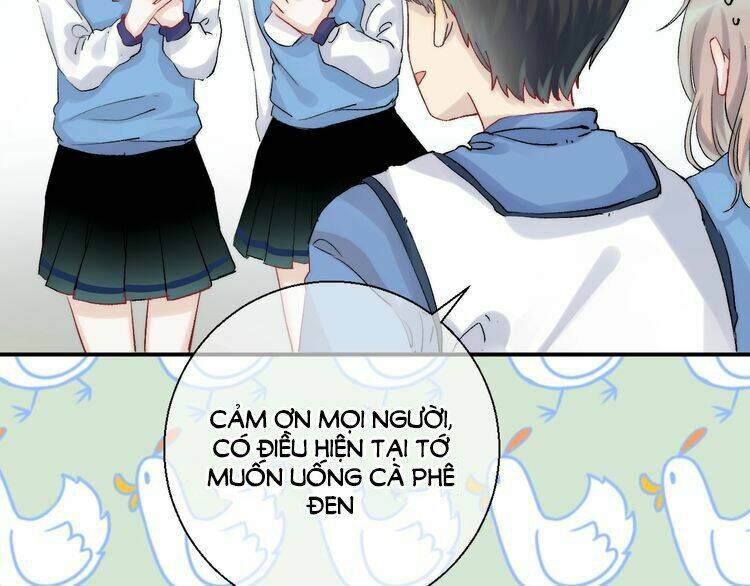 CẢM ƠN MỌI NGƯỜI,
CÓ ĐIỀU HIỆN TẠI TỚ
MUỐN UỐNG CÀ PHÊ
ĐEN